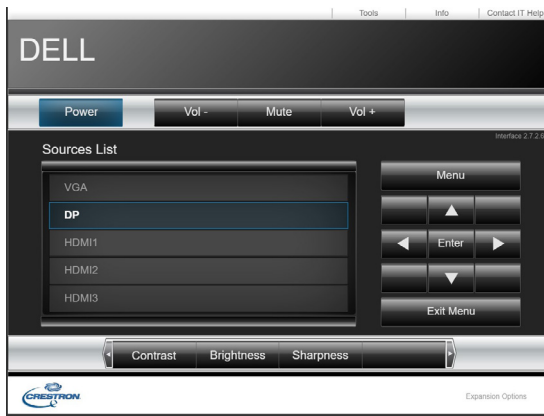 Tools Info Contact IT Help
DELL
Power Vol - Mute Vol +
Interface 2.7.2.6
Sources List
VGA
DP
HDMI1
HDMI2
HDMI3
Menu
Enter
Exit Menu
Contrast Brightness Sharpness
CRESTRON
Expansion Options